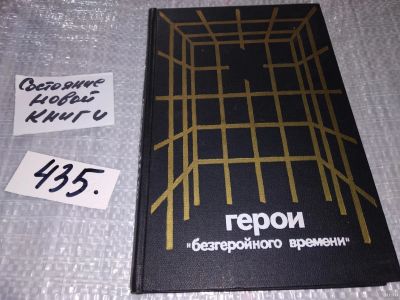 Состояние
новой
книги
435.
герои
"безгеройного времени"